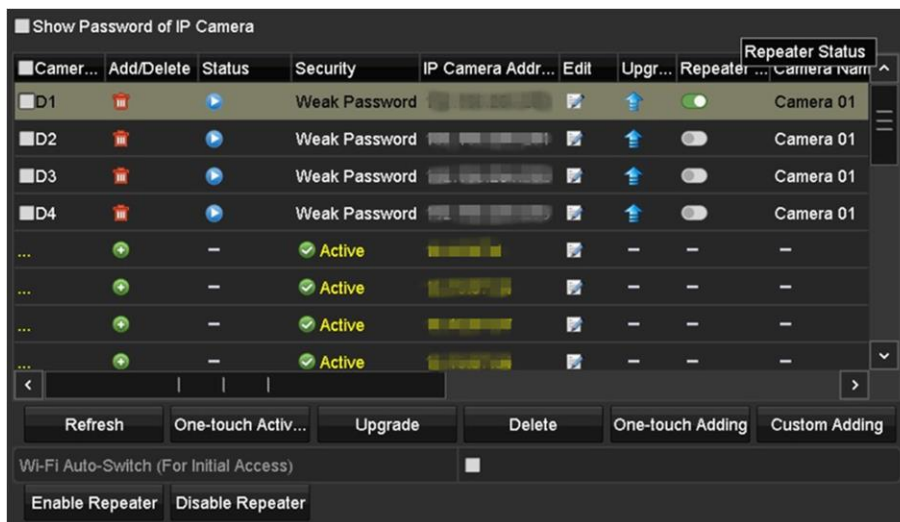 Show Password of IP Camera
Repeater Status
Camer... Add/Delete Status Security IP Camera Addr... Edit Upgr... Repeater ... Camera Nam
D1 Weak Password Camera 01
D2 Weak Password Camera 01
D3 Weak Password Camera 01
D4 Weak Password Camera 01
... – Active – – –
... – Active – – –
... – Active – – –
... – Active – – –
Refresh One-touch Activ... Upgrade Delete One-touch Adding Custom Adding
Wi-Fi Auto-Switch (For Initial Access)
Enable Repeater Disable Repeater